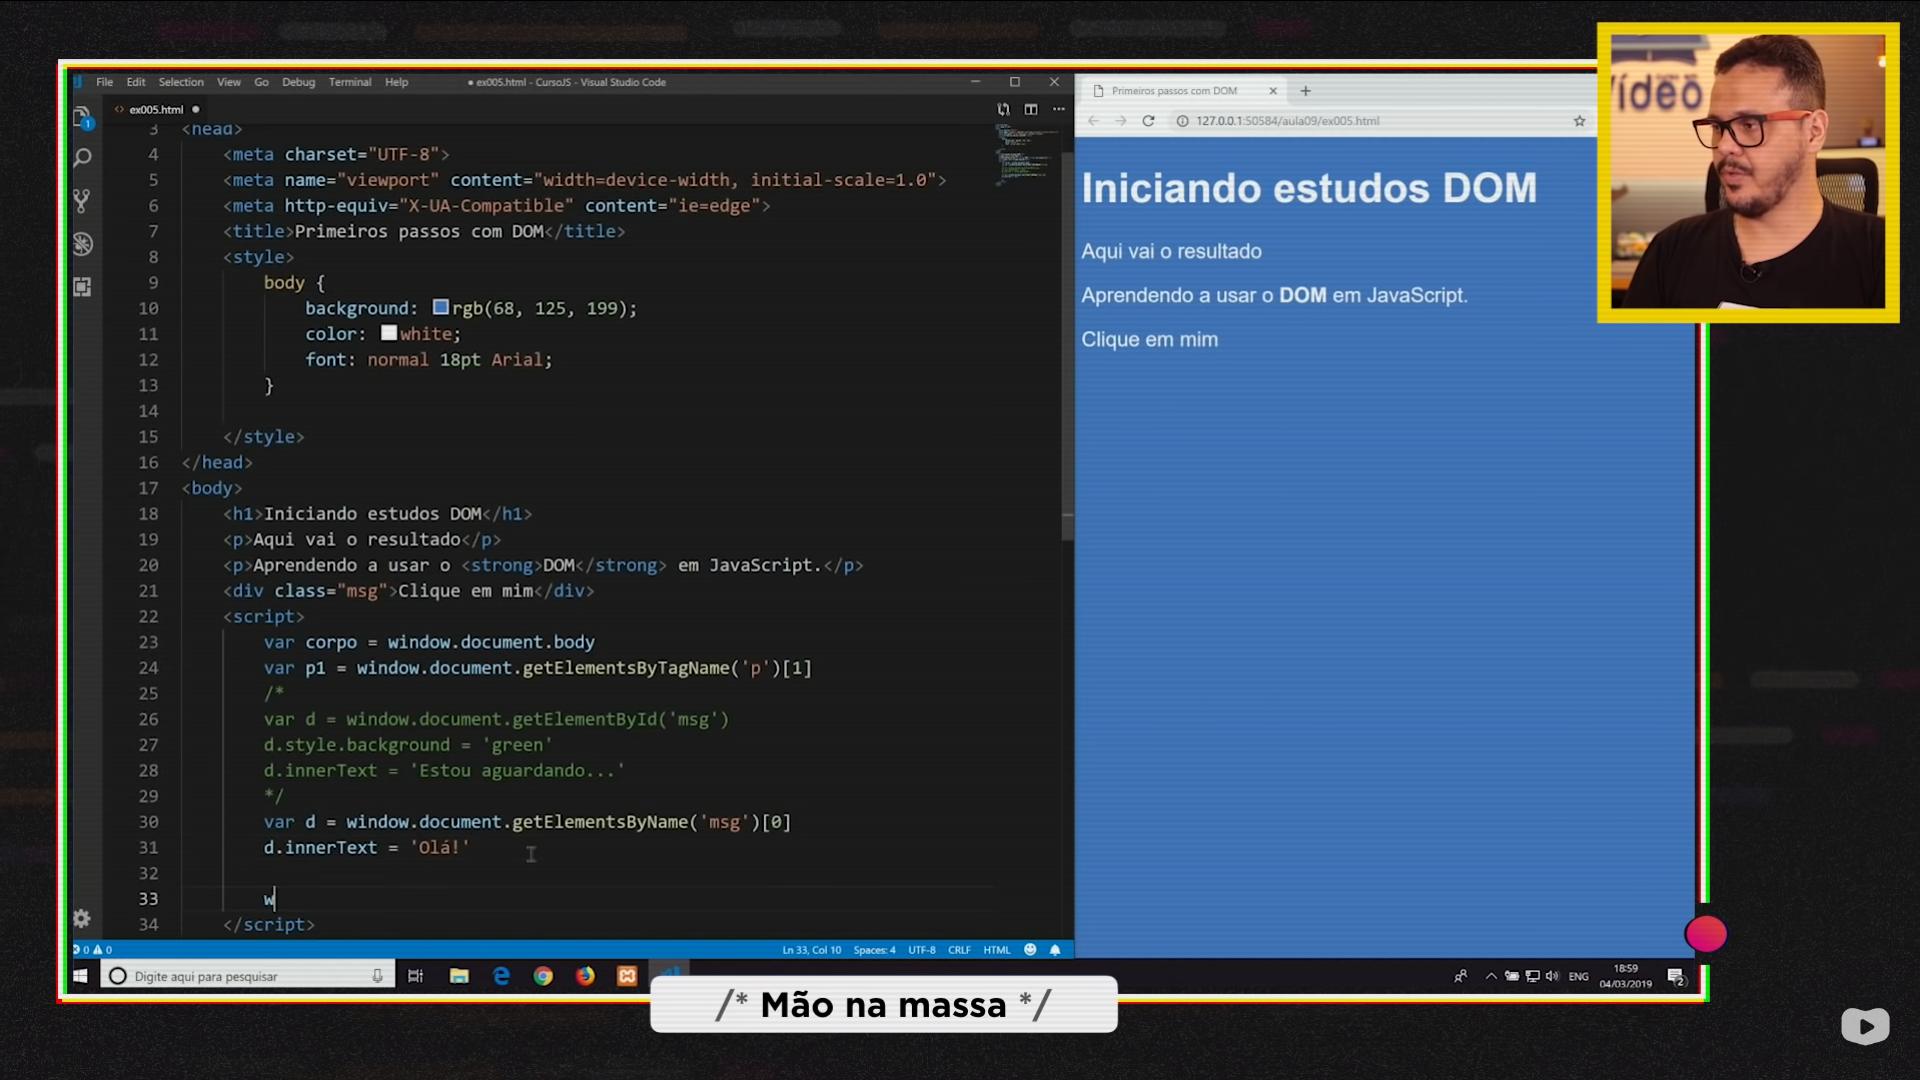 File Edit Selection View Go Debug Terminal Help
● ex005.html - CursoJS - Visual Studio Code
<> ex005.html ●
3 <head>
4 <meta charset="UTF-8">
5 <meta name="viewport" content="width=device-width, initial-scale=1.0">
6 <meta http-equiv="X-UA-Compatible" content="ie=edge">
7 <title>Primeiros passos com DOM</title>
8 <style>
9 body {
10 background: rgb(68, 125, 199);
11 color: white;
12 font: normal 18pt Arial;
13 }
14
15 </style>
16 </head>
17 <body>
18 <h1>Iniciando estudos DOM</h1>
19 <p>Aqui vai o resultado</p>
20 <p>Aprendendo a usar o <strong>DOM</strong> em JavaScript.</p>
21 <div class="msg">Clique em mim</div>
22 <script>
23 var corpo = window.document.body
24 var p1 = window.document.getElementsByTagName('p')[1]
25 /*
26 var d = window.document.getElementById('msg')
27 d.style.background = 'green'
28 d.innerText = 'Estou aguardando...'
29 */
30 var d = window.document.getElementsByName('msg')[0]
31 d.innerText = 'Olá!'
32
33 w
34 </script>
1
0 0
Ln 33, Col 10 Spaces: 4 UTF-8 CRLF HTML
Primeiros passos com DOM
127.0.0.1:50584/aula09/ex005.html
Iniciando estudos DOM
Aqui vai o resultado
Aprendendo a usar o DOM em JavaScript.
Clique em mim
Vídeo
Digite aqui para pesquisar
ENG
18:59
04/03/2019
2
/* Mão na massa */